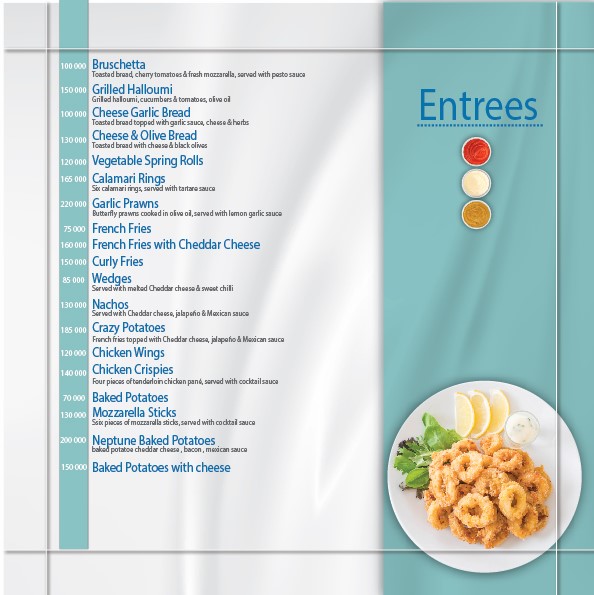 Entrees
100 000 Bruschetta
Toasted bread, cherry tomatoes & fresh mozzarella, served with pesto sauce
150 000 Grilled Halloumi
Grilled halloumi, cucumbers & tomatoes, olive oil
100 000 Cheese Garlic Bread
Toasted bread topped with garlic sauce, cheese & herbs
130 000 Cheese & Olive Bread
Toasted bread with cheese & black olives
120 000 Vegetable Spring Rolls
165 000 Calamari Rings
Six calamari rings, served with tartare sauce
220 000 Garlic Prawns
Butterfly prawns cooked in olive oil, served with lemon garlic sauce
75 000 French Fries
160 000 French Fries with Cheddar Cheese
150 000 Curly Fries
85 000 Wedges
Served with melted Cheddar cheese & sweet chilli
130 000 Nachos
Served with Cheddar cheese, jalapeño & Mexican sauce
185 000 Crazy Potatoes
French fries topped with Cheddar cheese, jalapeño & Mexican sauce
120 000 Chicken Wings
140 000 Chicken Crispies
Four pieces of tenderloin chicken pané, served with cocktail sauce
70 000 Baked Potatoes
130 000 Mozzarella Sticks
Ssix pieces of mozzarella sticks, served with cocktail sauce
200 000 Neptune Baked Potatoes
baked potatoe cheddar cheese , bacon , mexican sauce
150 000 Baked Potatoes with cheese